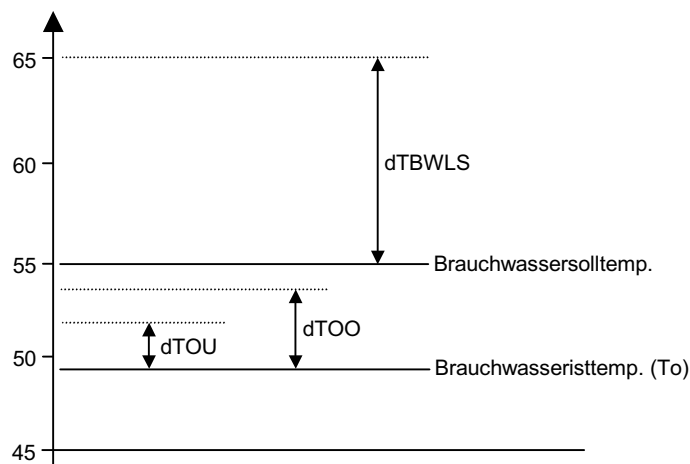 65
60
dTBWLS
55
Brauchwassersolltemp.
dTOO
dTOU
50
Brauchwasseristtemp. (To)
45